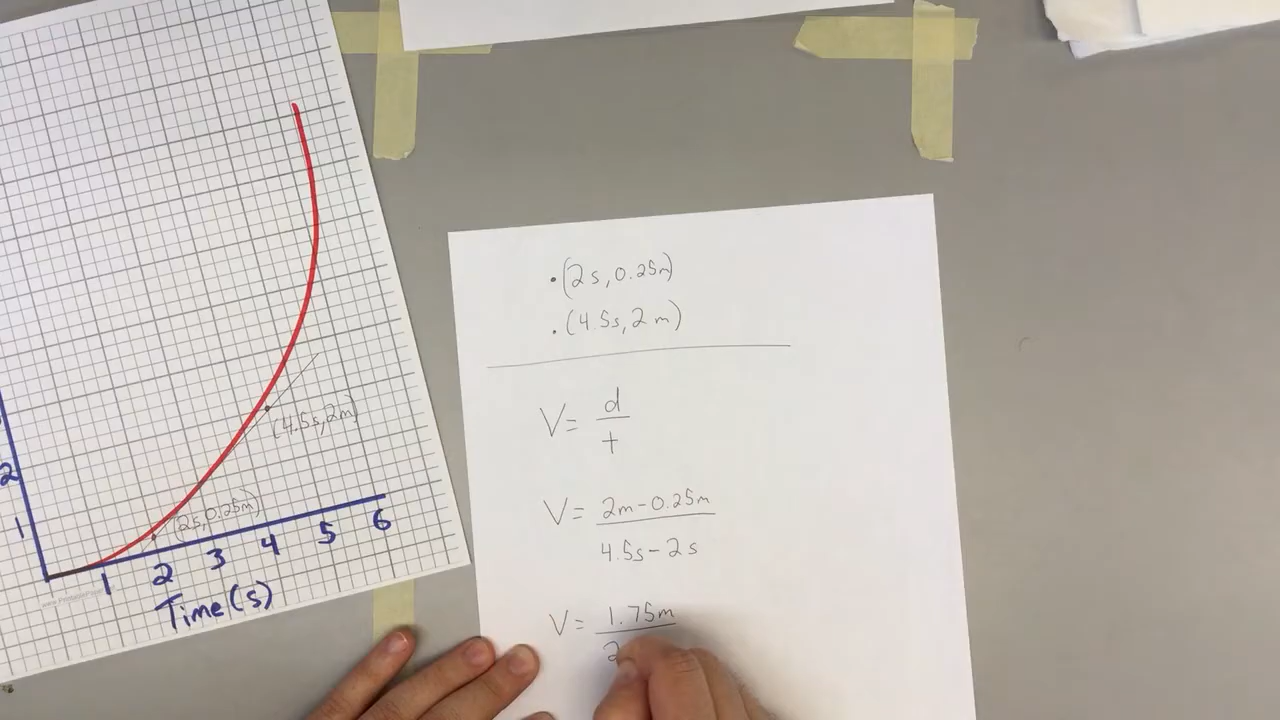 2
1
(4.5s,2m)
(2s,0.25m)
1 2 3 4 5 6
Time(s)
•(2s,0.25m)
•(4.5s,2m)
V= d
t
V= 2m-0.25m
4.5s-2s
V= 1.75m
2